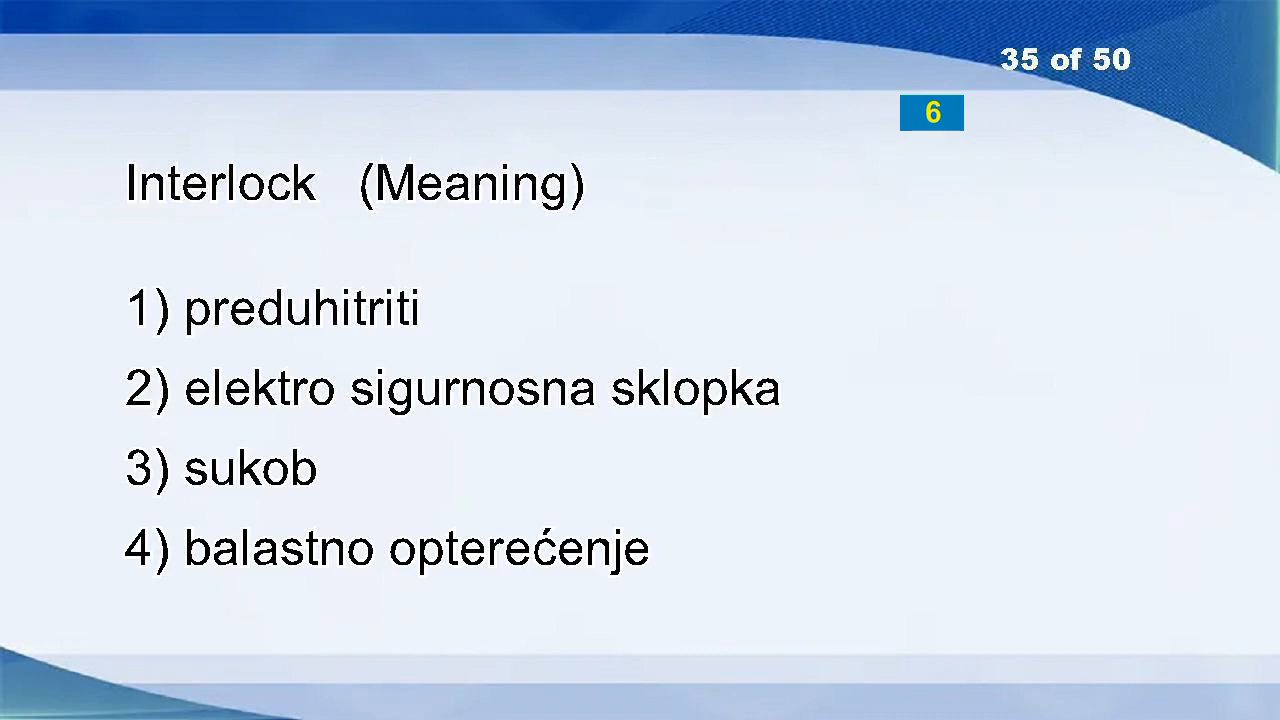 35 of 50
6
Interlock (Meaning)
1) preduhitriti
2) elektro sigurnosna sklopka
3) sukob
4) balastno opterećenje